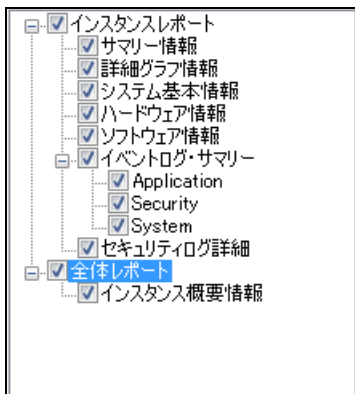 インスタンスレポート
サマリー情報
詳細グラフ情報
システム基本情報
ハードウェア情報
ソフトウェア情報
イベントログ・サマリー
Application
Security
System
セキュリティログ詳細
全体レポート
インスタンス概要情報